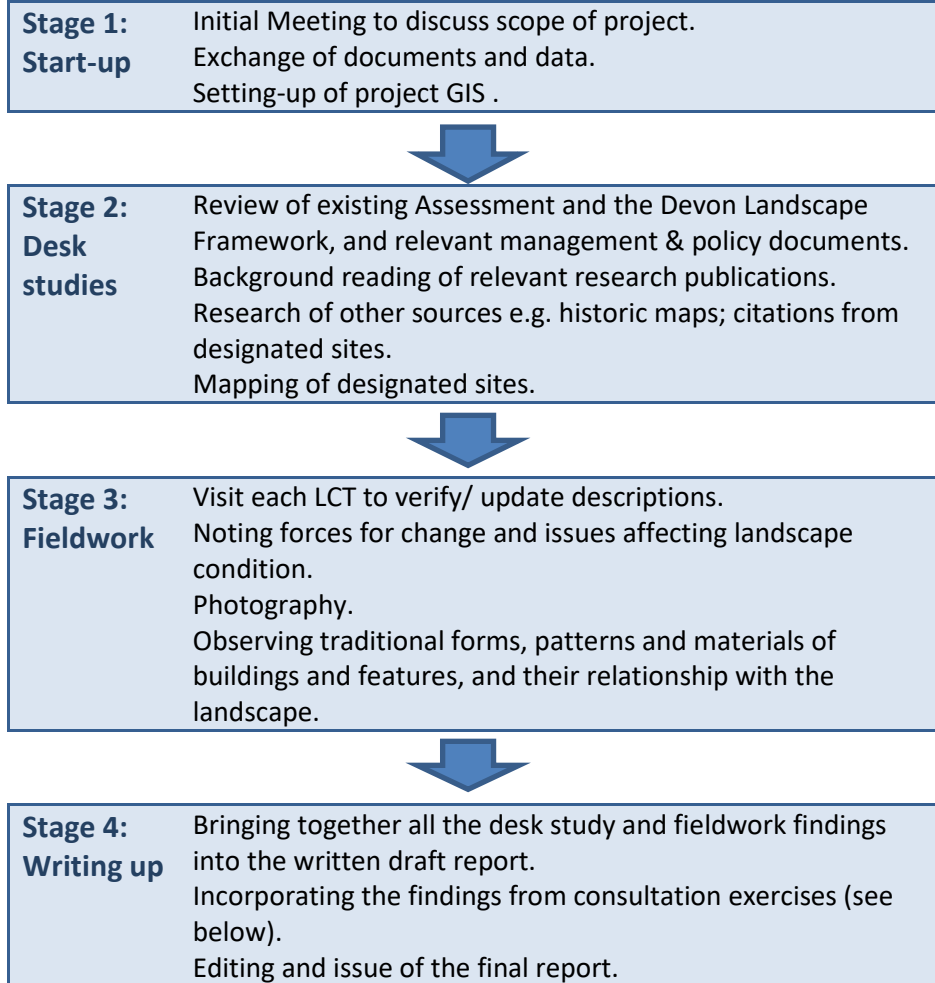 Stage 1:
Start-up
Initial Meeting to discuss scope of project.
Exchange of documents and data.
Setting-up of project GIS .
Stage 2:
Desk
studies
Review of existing Assessment and the Devon Landscape
Framework, and relevant management & policy documents.
Background reading of relevant research publications.
Research of other sources e.g. historic maps; citations from
designated sites.
Mapping of designated sites.
Stage 3:
Fieldwork
Visit each LCT to verify/ update descriptions.
Noting forces for change and issues affecting landscape
condition.
Photography.
Observing traditional forms, patterns and materials of
buildings and features, and their relationship with the
landscape.
Stage 4:
Writing up
Bringing together all the desk study and fieldwork findings
into the written draft report.
Incorporating the findings from consultation exercises (see
below).
Editing and issue of the final report.